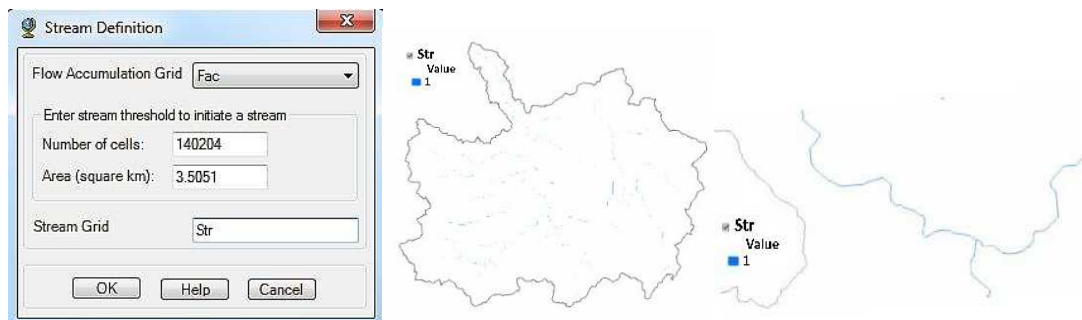 Stream Definition
Flow Accumulation Grid Fac
Enter stream threshold to initiate a stream
Number of cells: 140204
Area (square km): 3.5051
Stream Grid Str
OK Help Cancel
Str
Value
1
Str
Value
1